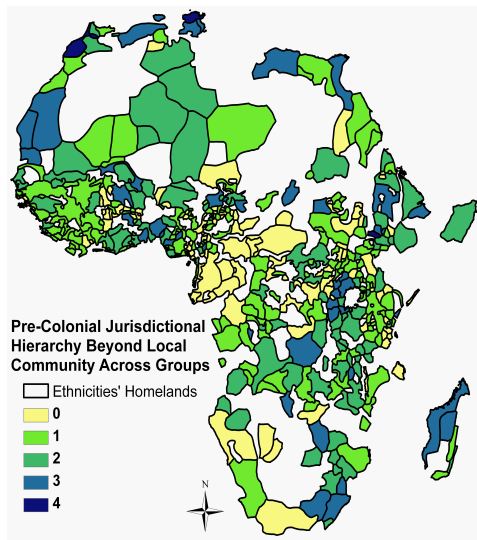 Pre-Colonial Jurisdictional
Hierarchy Beyond Local
Community Across Groups
Ethnicities' Homelands
0
1
2
3
4
N